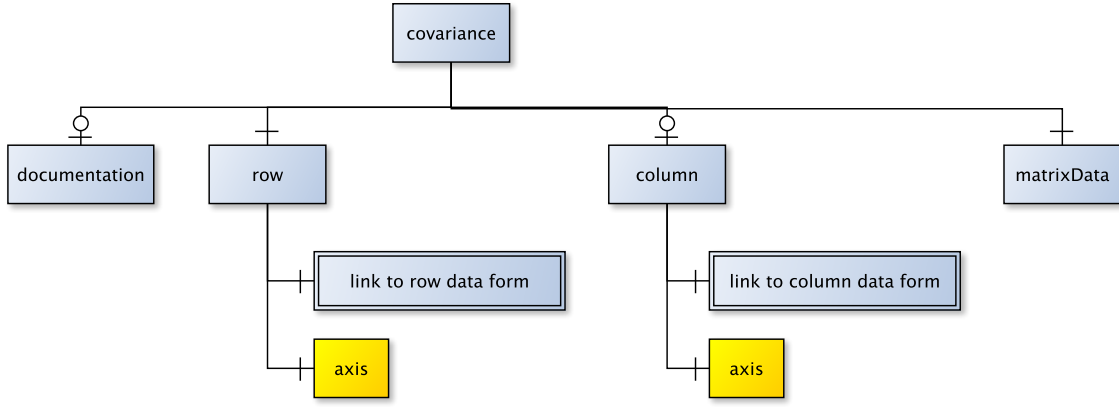 covariance
documentation
row
column
matrixData
link to row data form
link to column data form
axis
axis